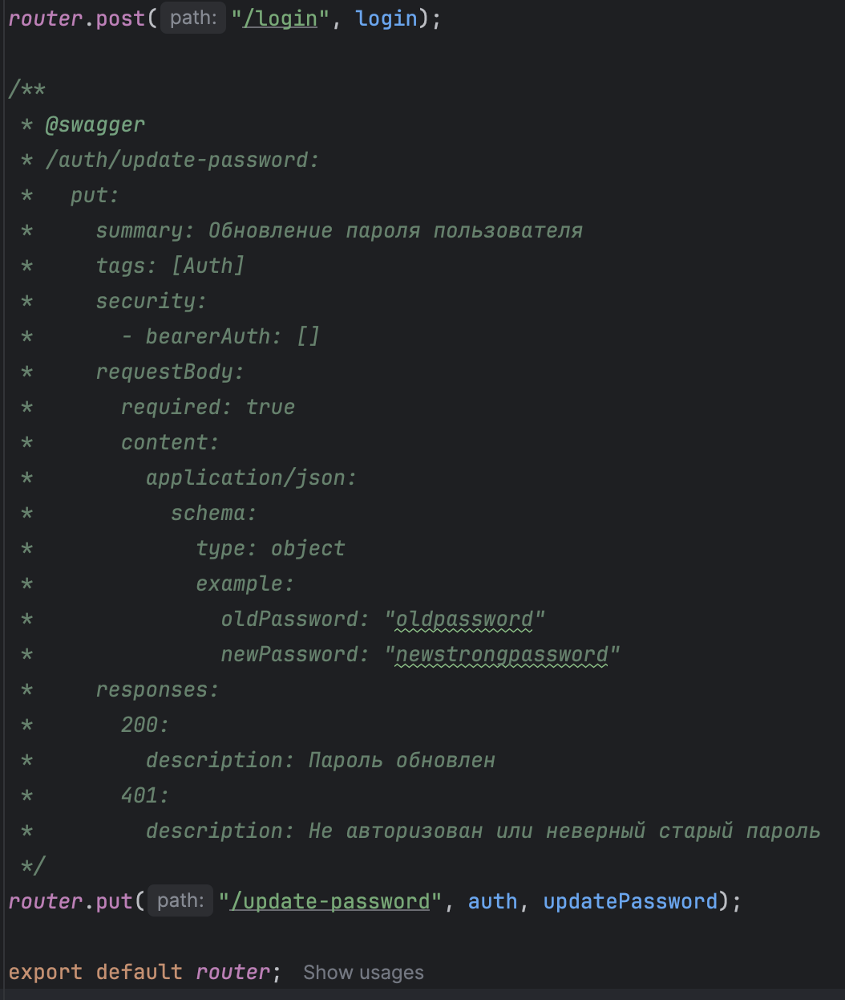 router.post( path: "/login", login);
/**
 * @swagger
 * /auth/update-password:
 *   put:
 *     summary: Обновление пароля пользователя
 *     tags: [Auth]
 *     security:
 *       - bearerAuth: []
 *     requestBody:
 *       required: true
 *       content:
 *         application/json:
 *           schema:
 *             type: object
 *             example:
 *               oldPassword: "oldpassword"
 *               newPassword: "newstrongpassword"
 *     responses:
 *       200:
 *         description: Пароль обновлен
 *       401:
 *         description: Не авторизован или неверный старый пароль
 */
router.put( path: "/update-password", auth, updatePassword);
export default router; Show usages